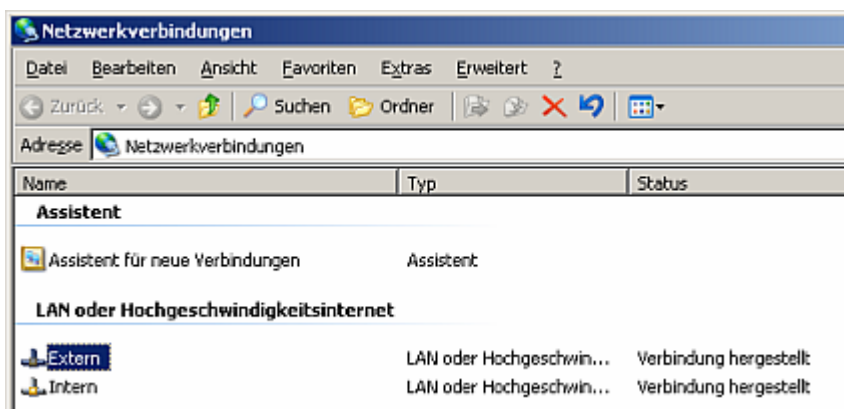 Netzwerkverbindungen
Datei Bearbeiten Ansicht Favoriten Extras Erweitert ?
Zurück Suchen Ordner
Adresse Netzwerkverbindungen
Name Typ Status
Assistent
Assistent für neue Verbindungen Assistent
LAN oder Hochgeschwindigkeitsinternet
Extern LAN oder Hochgeschwin... Verbindung hergestellt
Intern LAN oder Hochgeschwin... Verbindung hergestellt